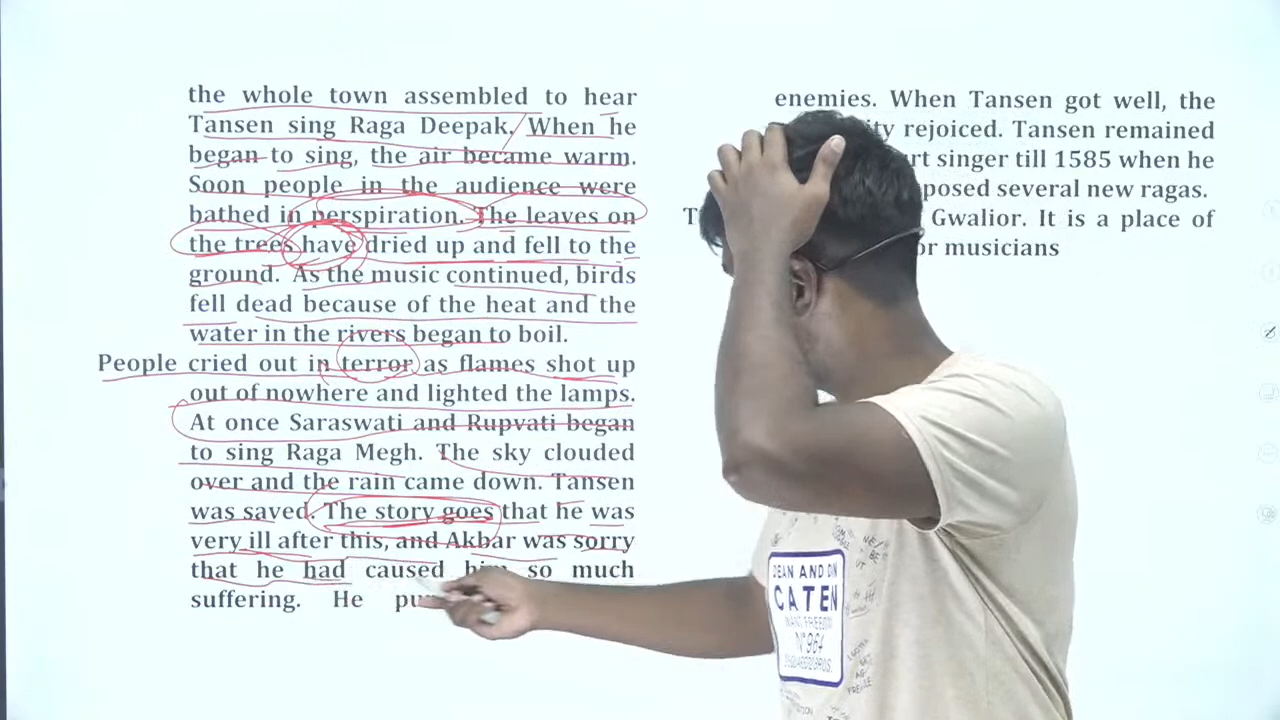 the whole town assembled to hear
Tansen sing Raga Deepak. When he
began to sing, the air became warm.
Soon people in the audience were
bathed in perspiration. The leaves on
the trees have dried up and fell to the
ground. As the music continued, birds
fell dead because of the heat and the
water in the rivers began to boil.
People cried out in terror as flames shot up
out of nowhere and lighted the lamps.
At once Saraswati and Rupvati began
to sing Raga Megh. The sky clouded
over and the rain came down. Tansen
was saved. The story goes that he was
very ill after this, and Akbar was sorry
that he had caused him so much
suffering. He
enemies. When Tansen got well, the
rejoiced. Tansen remained
singer till 1585 when he
several new ragas.
Gwalior. It is a place of
musicians
DEAN AND
CATEN
N°964